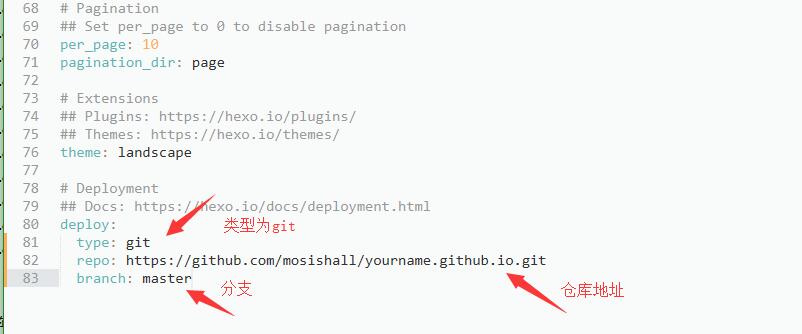 68 # Pagination
69 ## Set per_page to 0 to disable pagination
70 per_page: 10
71 pagination_dir: page
72
73 # Extensions
74 ## Plugins: https://hexo.io/plugins/
75 ## Themes: https://hexo.io/themes/
76 theme: landscape
77
78 # Deployment
79 ## Docs: https://hexo.io/docs/deployment.html
80 deploy:
类型为git
81 type: git
82 repo: https://github.com/mosishall/yourname.github.io.git
83 branch: master
分支
仓库地址